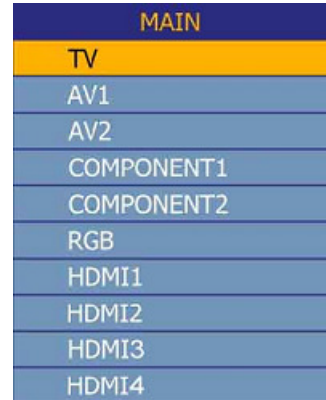 MAIN
TV
AV1
AV2
COMPONENT1
COMPONENT2
RGB
HDMI1
HDMI2
HDMI3
HDMI4